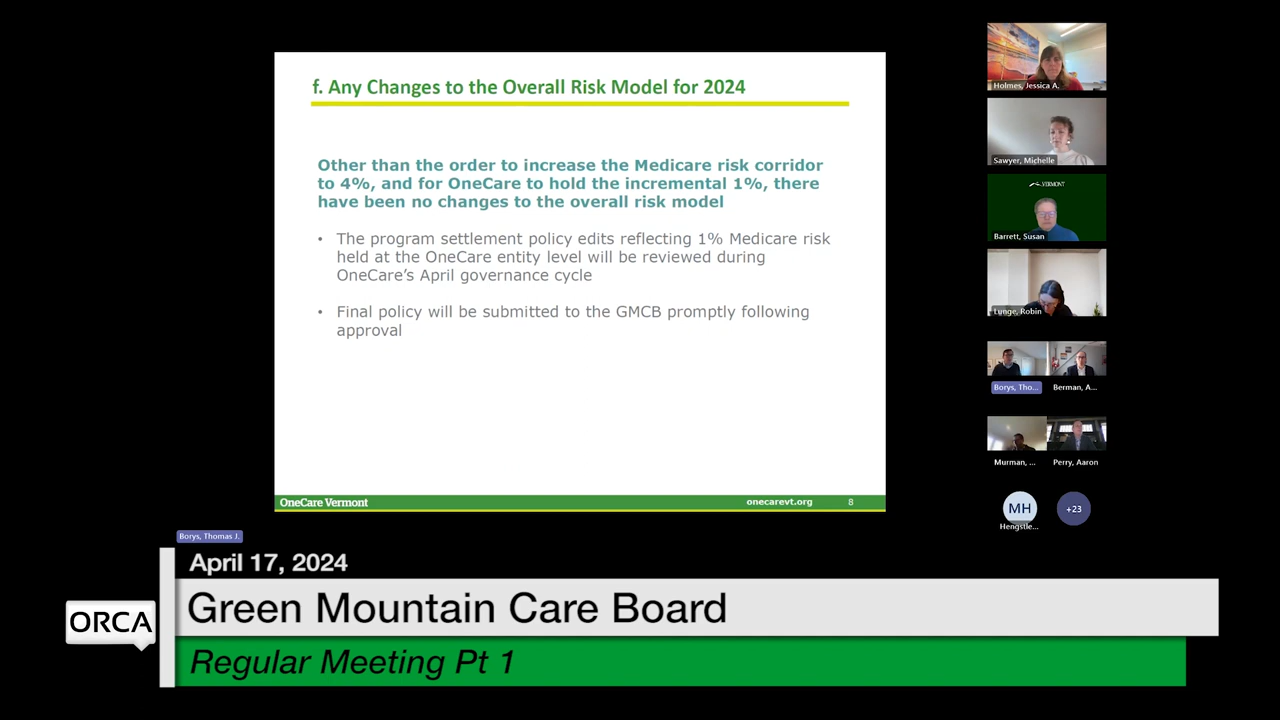 f. Any Changes to the Overall Risk Model for 2024
Other than the order to increase the Medicare risk corridor
to 4%, and for OneCare to hold the incremental 1%, there
have been no changes to the overall risk model
• The program settlement policy edits reflecting 1% Medicare risk
held at the OneCare entity level will be reviewed during
OneCare's April governance cycle
• Final policy will be submitted to the GMCB promptly following
approval
OneCare Vermont
onecarevt.org
8
Holmes, Jessica A.
Sawyer, Michelle
VERMONT
Barrett, Susan
Lunge, Robin
Borys, Tho...
Berman, A...
Murman, ...
Perry, Aaron
MH
+23
Hengstle...
Borys, Thomas J.
April 17, 2024
ORCA
Green Mountain Care Board
Regular Meeting Pt 1